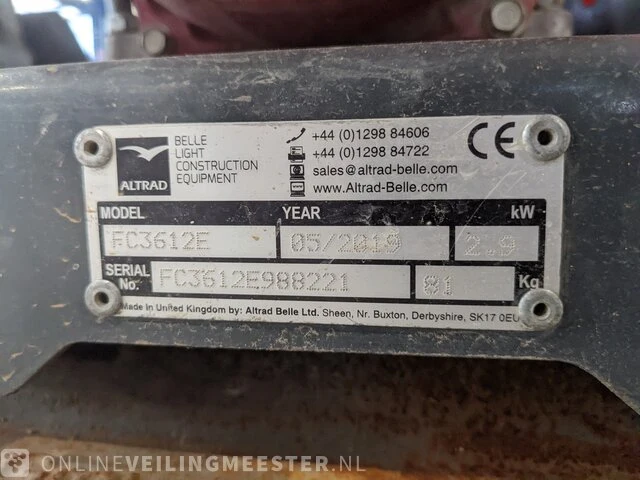 ALTRAD
BELLE
LIGHT
CONSTRUCTION
EQUIPMENT
+44 (0)1298 84606
+44 (0)1298 84722
sales@altrad-belle.com
www.Altrad-Belle.com
CE
MODEL YEAR kW
FC3612E 05/2019 2.9
SERIAL No. FC3612E988221 81 Kg
Made in United Kingdom by: Altrad Belle Ltd. Sheen, Nr. Buxton, Derbyshire, SK17 0EU
ONLINEVEILINGMEESTER.NL